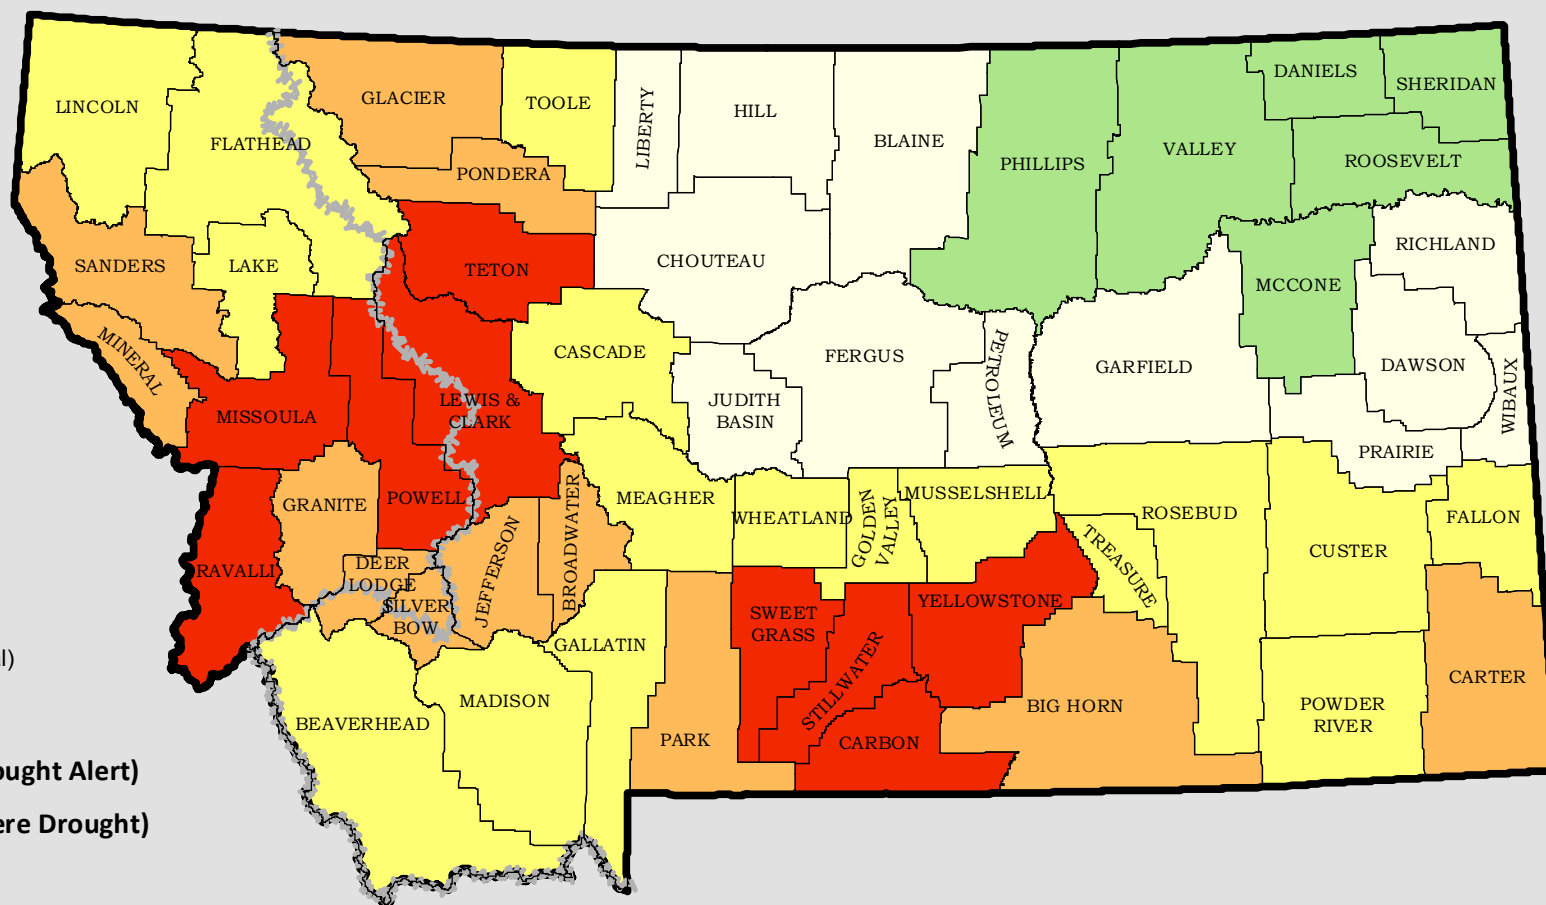 LINCOLN
FLATHEAD
GLACIER
TOOLE
LIBERTY
HILL
BLAINE
PHILLIPS
VALLEY
DANIELS
SHERIDAN
ROOSEVELT
PONDERA
SANDERS
LAKE
TETON
CHOUTEAU
RICHLAND
MCCONE
MINERAL
CASCADE
FERGUS
PETROLEUM
GARFIELD
DAWSON
WIBAUX
MISSOULA
LEWIS &
CLARK
JUDITH
BASIN
PRAIRIE
GRANITE
POWELL
BROADWATER
MEAGHER
WHEATLAND
GOLDEN
VALLEY
MUSSELSHELL
ROSEBUD
FALLON
CUSTER
RAVALLI
DEER
LODGE
SILVER
BOW
JEFFERSON
TREASURE
GALLATIN
SWEET
GRASS
STILLWATER
YELLOWSTONE
BEAVERHEAD
MADISON
PARK
CARBON
BIG HORN
POWDER
RIVER
CARTER
l)
ought Alert)
ere Drought)